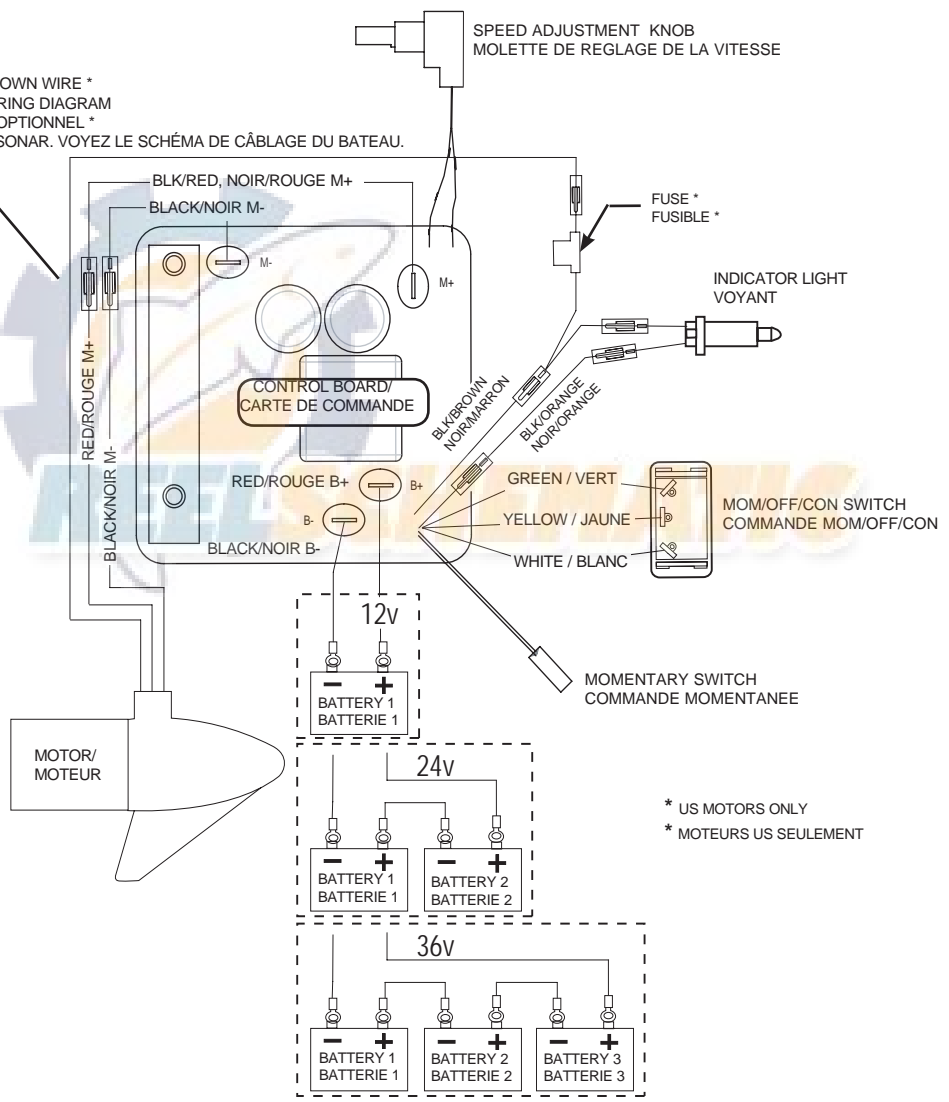 SPEED ADJUSTMENT KNOB
MOLETTE DE REGLAGE DE LA VITESSE
OWN WIRE *
RING DIAGRAM
OPTIONNEL *
SONAR. VOYEZ LE SCHÉMA DE CÂBLAGE DU BATEAU.
BLK/RED, NOIR/ROUGE M+
BLACK/NOIR M-
FUSE *
FUSIBLE *
M-
M+
INDICATOR LIGHT
VOYANT
RED/ROUGE M+
BLACK/NOIR M-
CONTROL BOARD/
CARTE DE COMMANDE
BLK/BROWN
NOIR/MARRON
BLK/ORANGE
NOIR/ORANGE
REELSCHEMATIC
RED/ROUGE B+
B+
B-
BLACK/NOIR B-
GREEN / VERT
YELLOW / JAUNE
WHITE / BLANC
MOM/OFF/CON SWITCH
COMMANDE MOM/OFF/CON
12v
− +
BATTERY 1
BATTERIE 1
MOMENTARY SWITCH
COMMANDE MOMENTANEE
MOTOR/
MOTEUR
24v
− + − +
BATTERY 1 BATTERY 2
BATTERIE 1 BATTERIE 2
* US MOTORS ONLY
* MOTEURS US SEULEMENT
36v
− + − + − +
BATTERY 1 BATTERY 2 BATTERY 3
BATTERIE 1 BATTERIE 2 BATTERIE 3